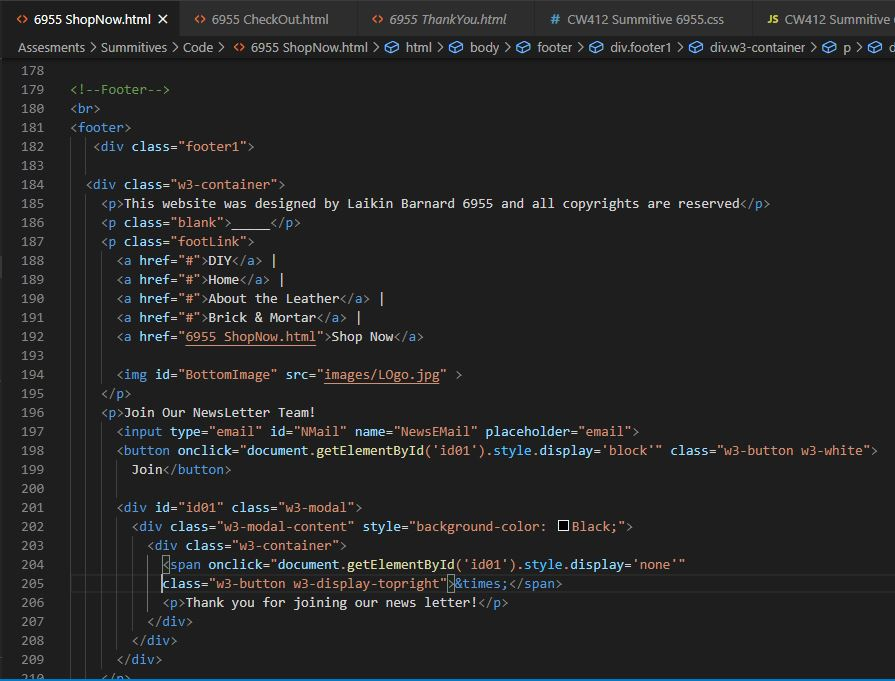 6955 ShopNow.html × 6955 CheckOut.html 6955 ThankYou.html # CW412 Summitive 6955.css JS CW412 Summitive
Assesments > Summitives > Code > 6955 ShopNow.html > html > body > footer > div.footer1 > div.w3-container > p > d
178
179 <!--Footer-->
180 <br>
181 <footer>
182 <div class="footer1">
183
184 <div class="w3-container">
185 <p>This website was designed by Laikin Barnard 6955 and all copyrights are reserved</p>
186 <p class="blank">_____</p>
187 <p class="footLink">
188 <a href="#">DIY</a> |
189 <a href="#">Home</a> |
190 <a href="#">About the Leather</a> |
191 <a href="#">Brick & Mortar</a> |
192 <a href="6955 ShopNow.html">Shop Now</a>
193
194 <img id="BottomImage" src="images/LOgo.jpg" >
195 </p>
196 <p>Join Our NewsLetter Team!
197 <input type="email" id="NMail" name="NewsEMail" placeholder="email">
198 <button onclick="document.getElementById('id01').style.display='block'" class="w3-button w3-white">
199 Join</button>
200
201 <div id="id01" class="w3-modal">
202 <div class="w3-modal-content" style="background-color: Black;">
203 <div class="w3-container">
204 <span onclick="document.getElementById('id01').style.display='none'"
205 class="w3-button w3-display-topright">&times;</span>
206 <p>Thank you for joining our news letter!</p>
207 </div>
208 </div>
209 </div>
210 </p>